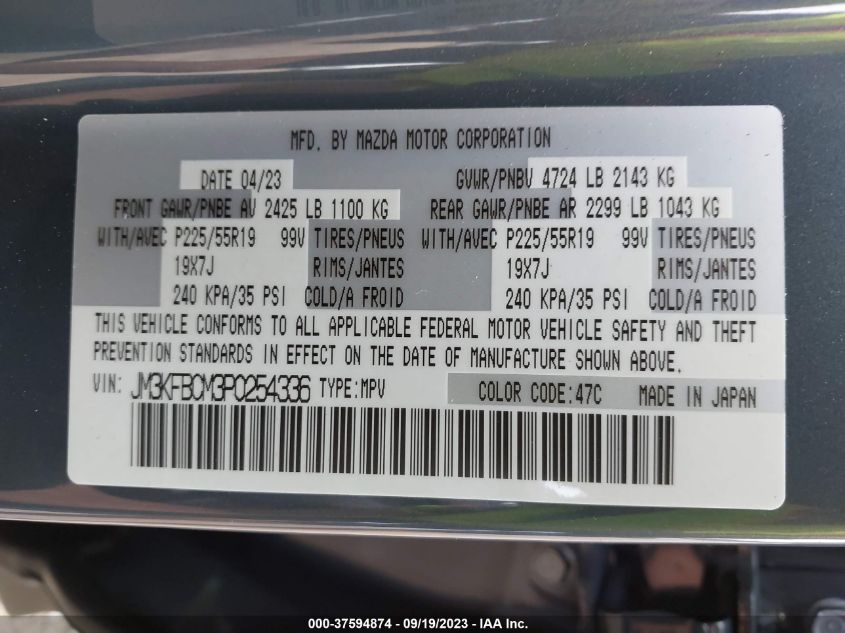 MFD. BY MAZDA MOTOR CORPORATION
DATE 04/23 GVWR/PNBV 4724 LB 2143 KG
FRONT GAWR/PNBE AV 2425 LB 1100 KG REAR GAWR/PNBE AR 2299 LB 1043 KG
WITH/AVEC P225/55R19 99V TIRES/PNEUS WITH/AVEC P225/55R19 99V TIRES/PNEUS
19X7J RIMS/JANTES 19X7J RIMS/JANTES
240 KPA/35 PSI COLD/A FROID 240 KPA/35 PSI COLD/A FROID
THIS VEHICLE CONFORMS TO ALL APPLICABLE FEDERAL MOTOR VEHICLE SAFETY AND THEFT
PREVENTION STANDARDS IN EFFECT ON THE DATE OF MANUFACTURE SHOWN ABOVE.
VIN: JM3KFBCM3P0254336 TYPE:MPV COLOR CODE:47C MADE IN JAPAN
000-37594874 - 09/19/2023 - IAA Inc.